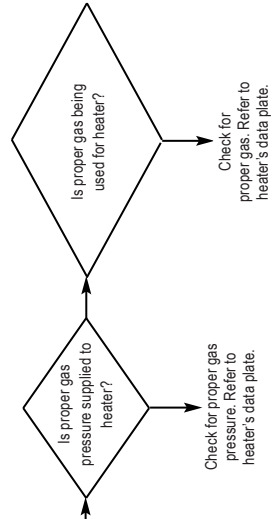 Is proper gas
pressure supplied to
heater?
Check for proper gas
pressure. Refer to
heater's data plate.
Is proper gas being
used for heater?
Check for
proper gas. Refer to
heater's data plate.